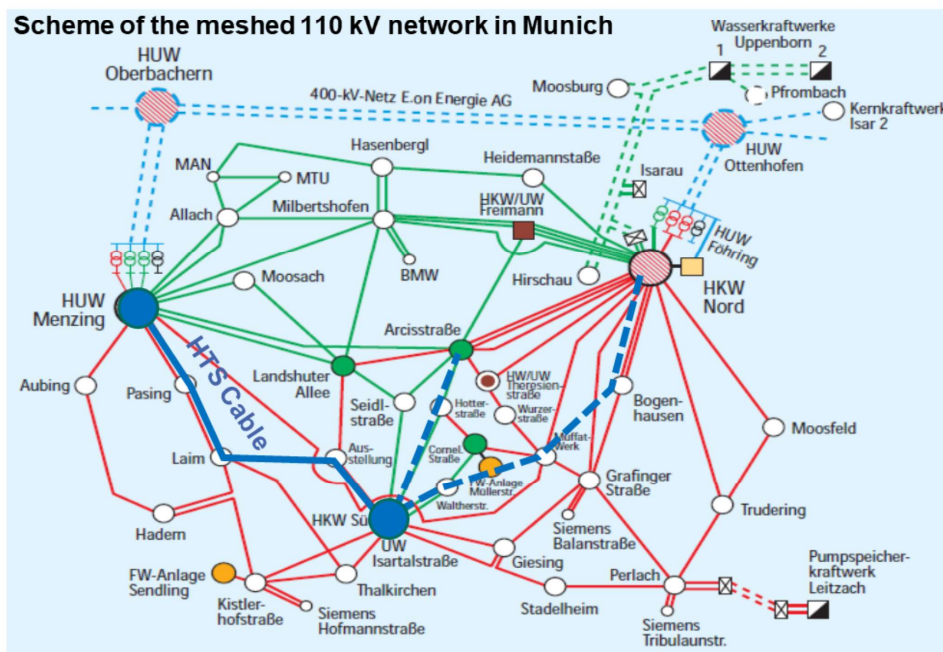 Scheme of the meshed 110 kV network in Munich
HUW
Oberbachern
400-kV-Netz E.on Energie AG
Wasserkraftwerke
Uppenborn
1
2
Moosburg
Pfrombach
Kernkraftwerk
Isar 2
HUW
Ottenhofen
MAN
MTU
Hasenbergl
Heidemannstaße
Isarau
Allach
Milbertshofen
HKW/UW
Freimann
HUW
Föhring
Moosach
BMW
Hirschau
HKW
Nord
HUW
Menzing
Arcisstraße
HTS Cable
Aubing
Pasing
Landshuter
Allee
Seidl-
straße
Hotter-
straße
HW/UW
Theresien-
straße
Wurzer-
straße
Bogen-
hausen
Moosfeld
Laim
Aus-
stellung
Cornel.
Straße
Muffat-
Werk
FW-Anlage
Müllerstr.
Grafinger
Straße
Waltherstr.
HKW Sü
UW
Isartalstraße
Hadern
Siemens
Balanstraße
Trudering
Giesing
FW-Anlage
Sendling
Kistler-
hofstraße
Siemens
Hofmannstraße
Thalkirchen
Stadelheim
Perlach
Siemens
Tribulaunstr.
Pumpspeicher-
kraftwerk
Leitzach